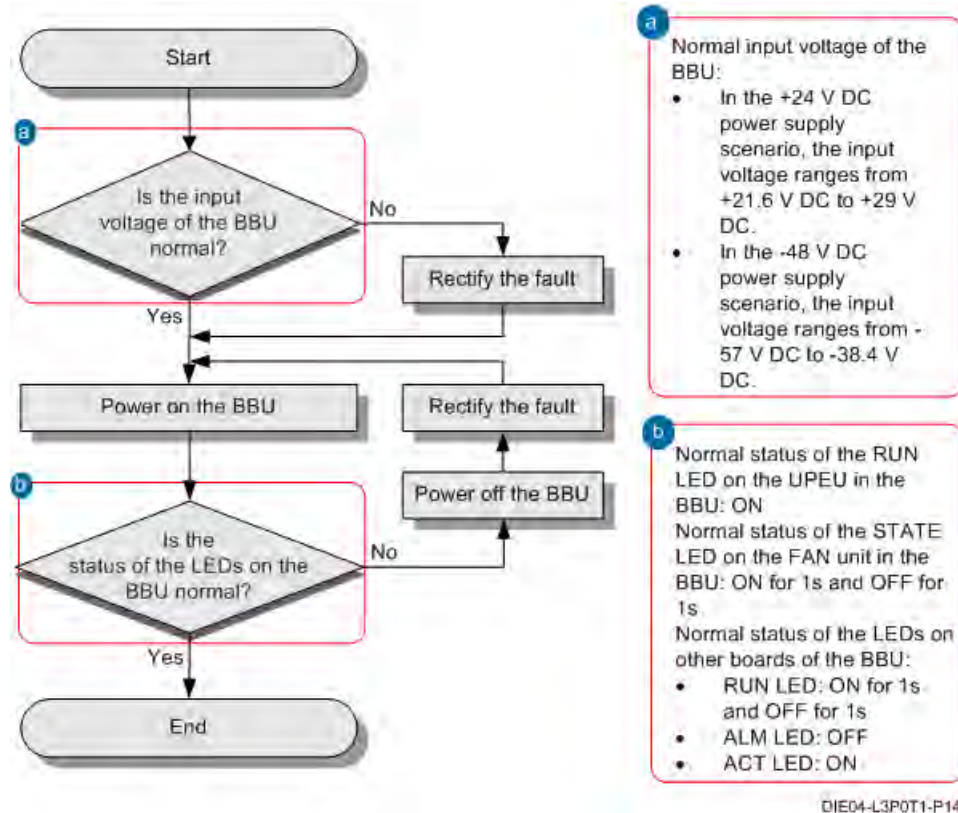 Start
a
Is the input
voltage of the BBU
normal?
No
Rectify the fault
Yes
Power on the BBU
Rectify the fault
Power off the BBU
b
Is the
status of the LEDs on the
BBU normal?
No
Yes
End
a
Normal input voltage of the
BBU:
• In the +24 V DC
power supply
scenario, the input
voltage ranges from
+21.6 V DC to +29 V
DC.
• In the -48 V DC
power supply
scenario, the input
voltage ranges from -
57 V DC to -38.4 V
DC.
b
Normal status of the RUN
LED on the UPEU in the
BBU: ON
Normal status of the STATE
LED on the FAN unit in the
BBU: ON for 1s and OFF for
1s
Normal status of the LEDs on
other boards of the BBU:
• RUN LED: ON for 1s
and OFF for 1s
• ALM LED: OFF
• ACT LED: ON
DIE04-L3P0T1-P14